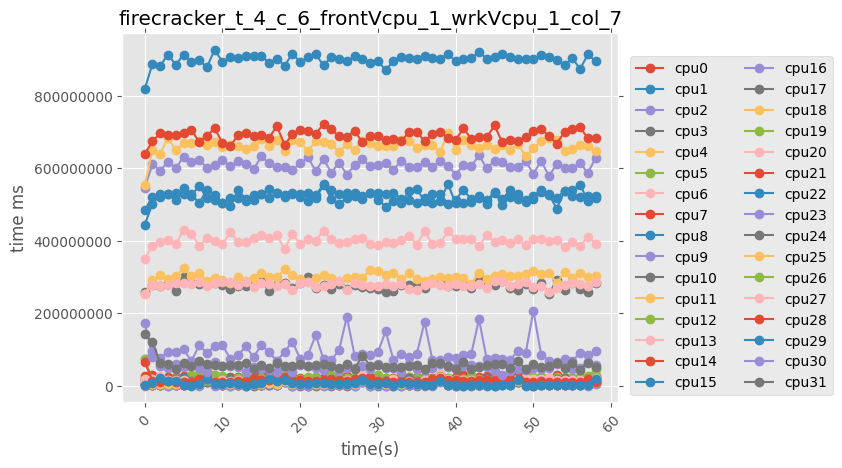 firecracker_t_4_c_6_frontVcpu_1_wrkVcpu_1_col_7
time ms
800000000
600000000
400000000
200000000
0
0
10
20
30
40
50
60
time(s)
cpu0
cpu1
cpu2
cpu3
cpu4
cpu5
cpu6
cpu7
cpu8
cpu9
cpu10
cpu11
cpu12
cpu13
cpu14
cpu15
cpu16
cpu17
cpu18
cpu19
cpu20
cpu21
cpu22
cpu23
cpu24
cpu25
cpu26
cpu27
cpu28
cpu29
cpu30
cpu31